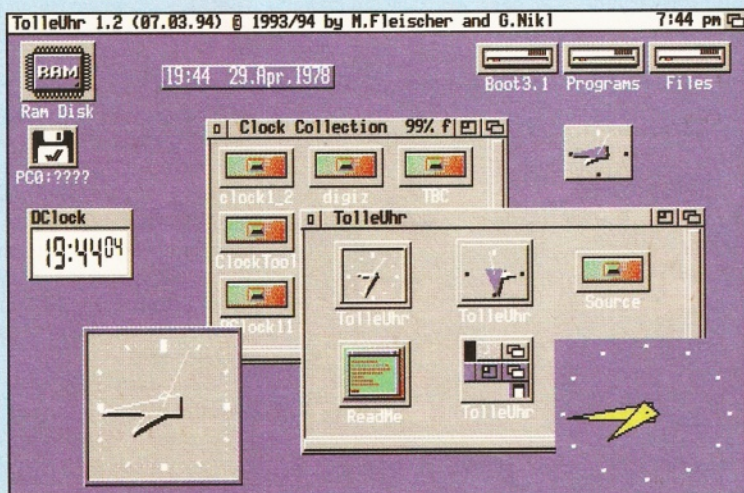 TolleUhr 1.2 (07.03.94) @ 1993/94 by M.Fleischer and G.Nikl 7:44 pm
RAM
Ram Disk
19:44 29.Apr.1978
Boot3.1 Programs Files
PC0:????
Clock Collection 99% f
clock1_2 digiz TBC
DClock
19:44 04
ClockTool
TolleUhr
TolleUhr TolleUhr Source
ReadMe TolleUhr